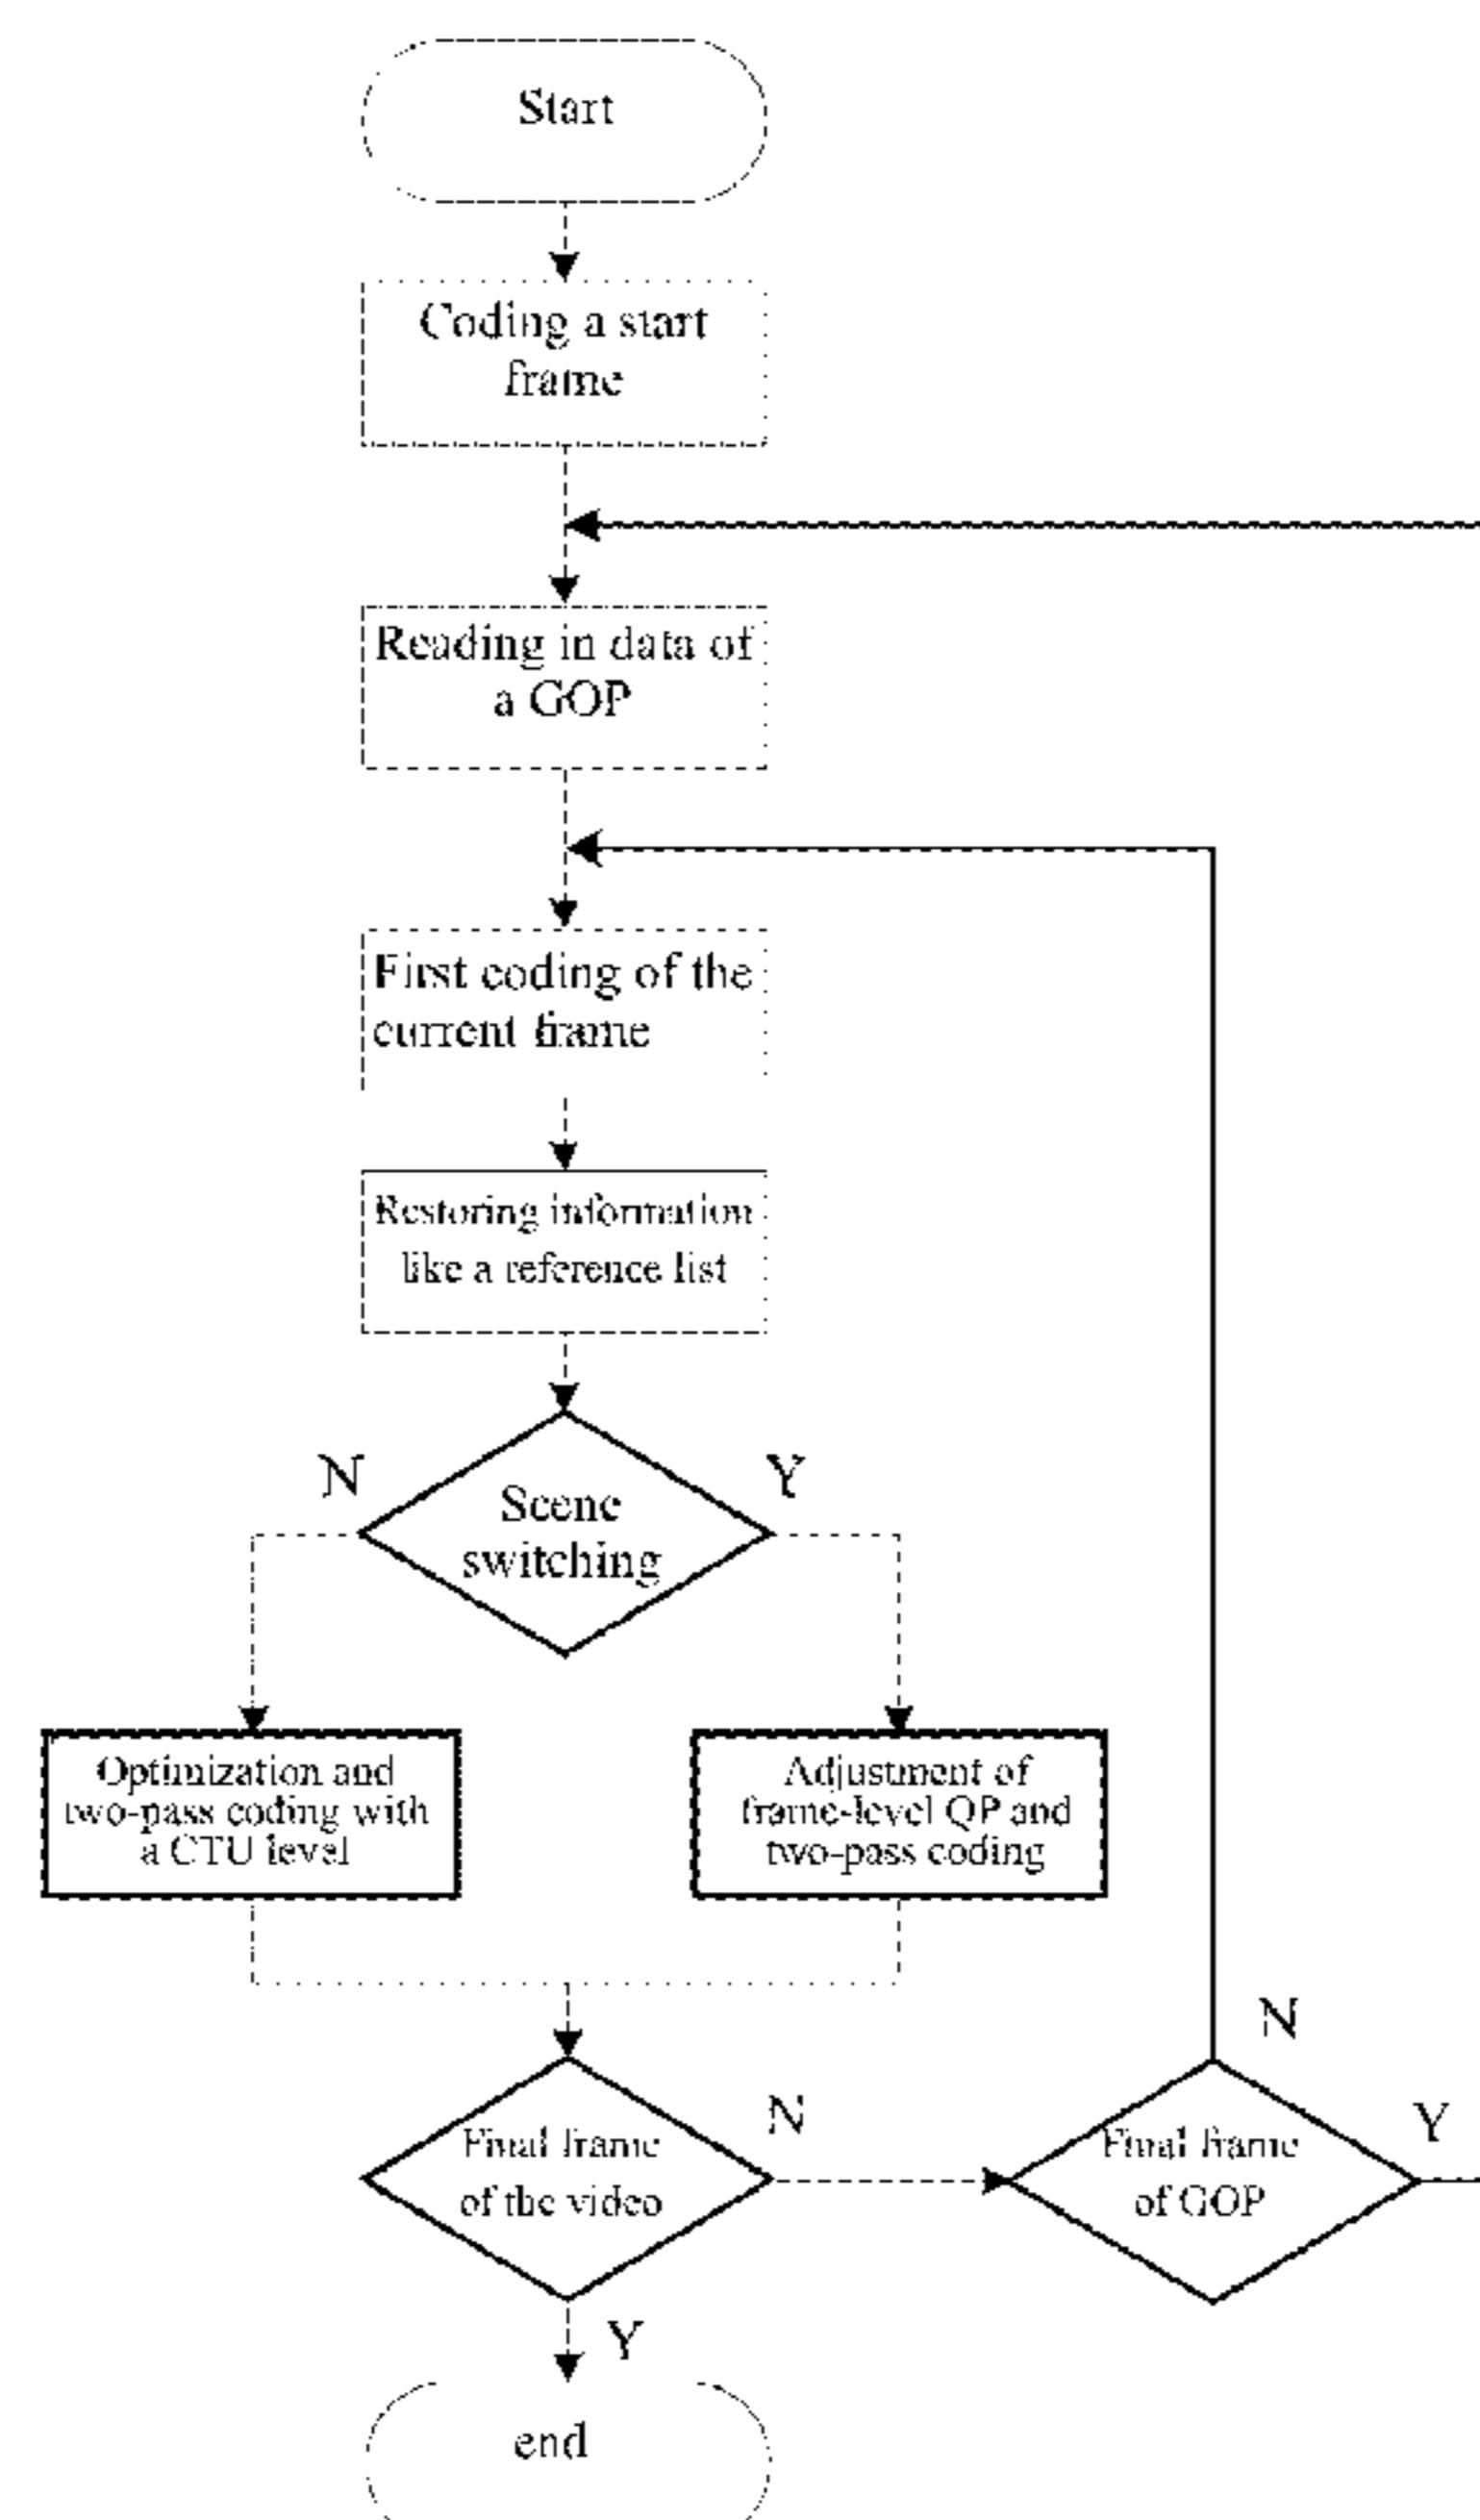 Start
Coding a start
frame
Reading in data of
a GOP
First coding of the
current frame
Restoring information
like a reference list
N
Y
Scene
switching
Optimization and
two-pass coding with
a CTU level
Adjustment of
frame-level QP and
two-pass coding
N
N
Y
Final frame
of the video
Final frame
of GOP
Y
end